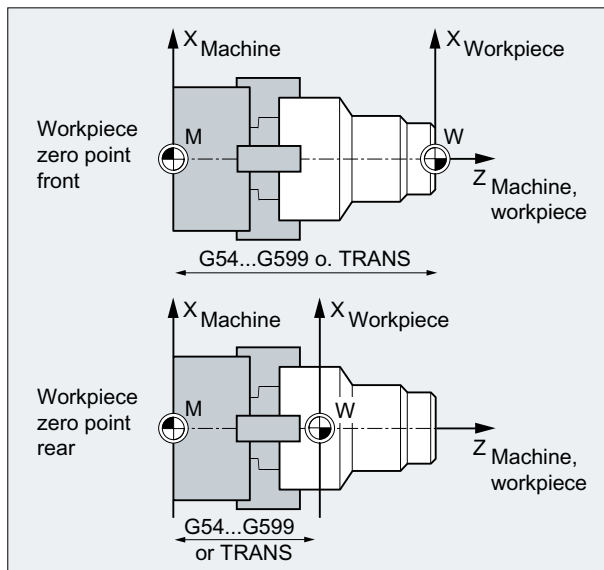 X Machine
X Workpiece
Workpiece
zero point
front
M
W
Z Machine,
workpiece
G54...G599 o. TRANS
X Machine
X Workpiece
Workpiece
zero point
rear
M
W
Z Machine,
workpiece
G54...G599
or TRANS